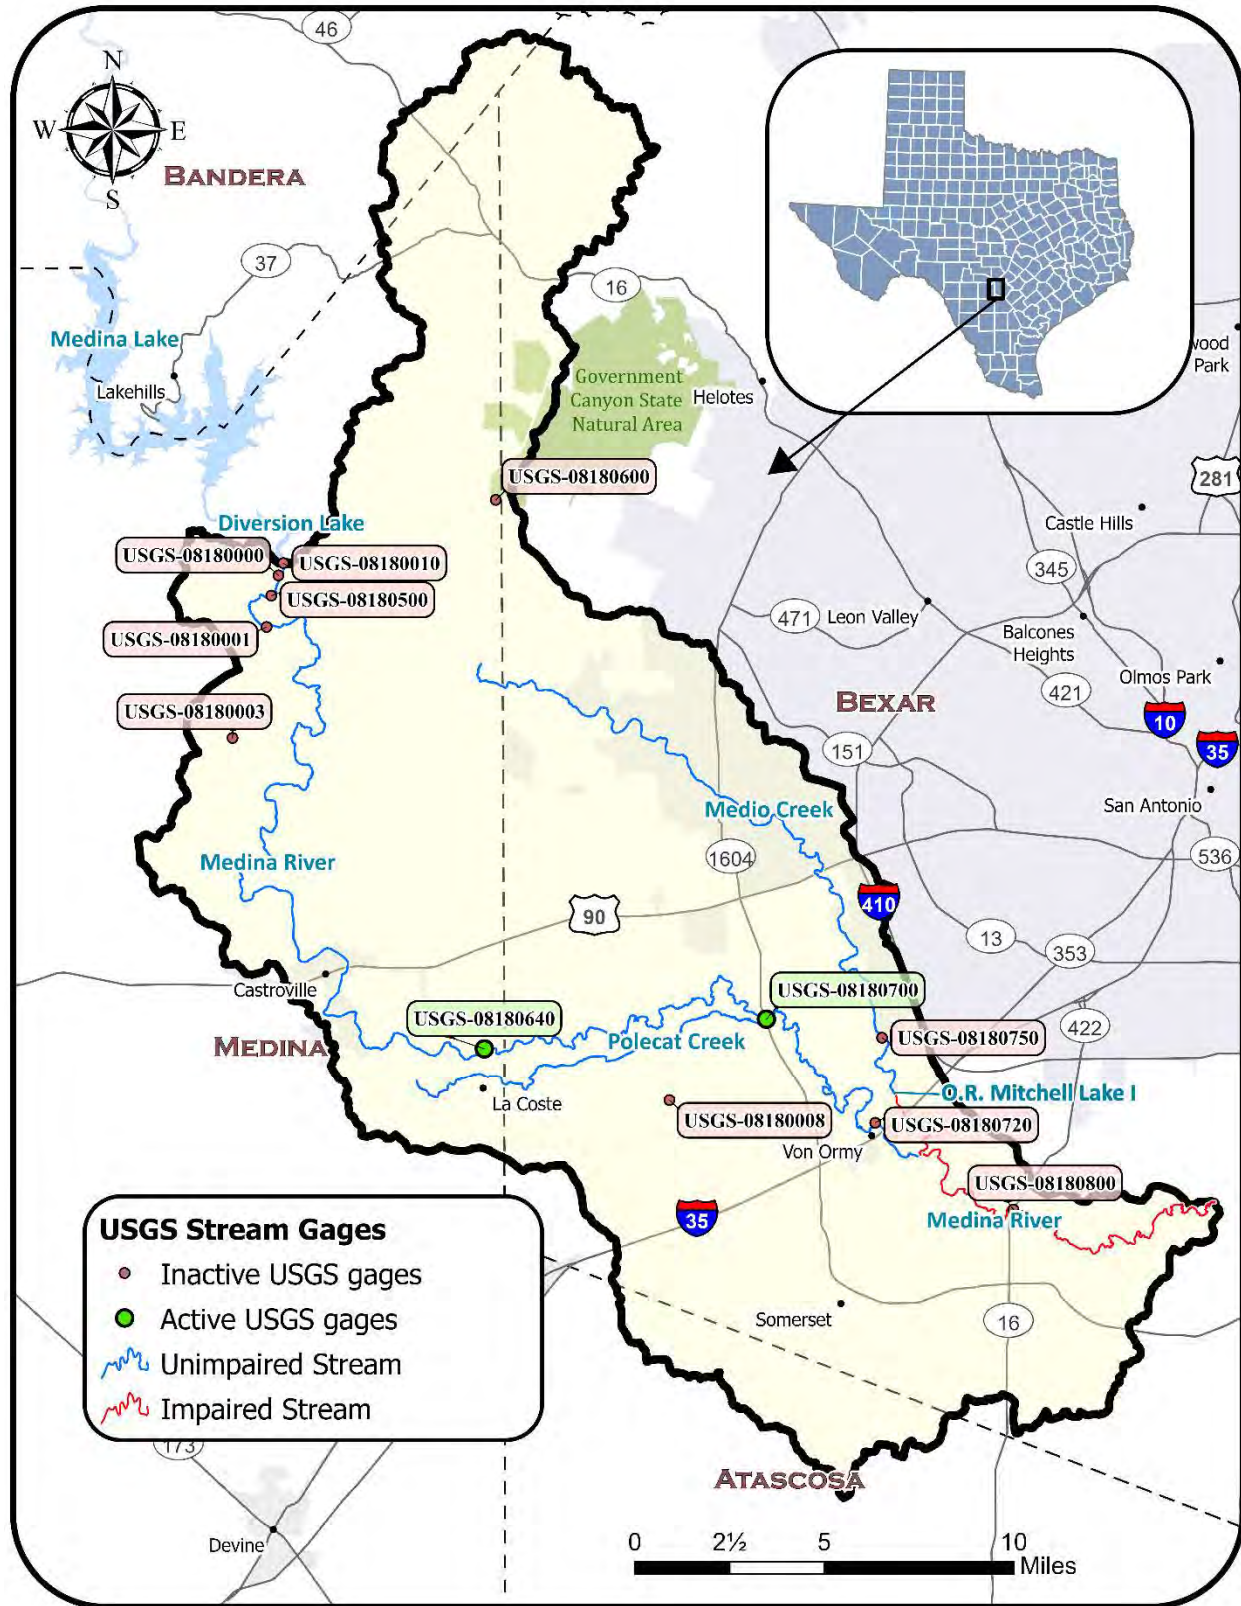 46
N
W
E
S
BANDERA
37
16
Medina Lake
Lakehills
Government
Canyon State
Natural Area
Helotes
wood
Park
USGS-08180600
281
Castle Hills
Diversion Lake
USGS-08180000
USGS-08180010
USGS-08180500
USGS-08180001
345
471
Leon Valley
Balcones
Heights
Olmos Park
421
BEXAR
10
35
USGS-08180003
151
San Antonio
Medio Creek
Medina River
1604
536
410
90
13
353
Castroville
USGS-08180700
USGS-08180640
422
MEDINA
Polecat Creek
USGS-08180750
O.R. Mitchell Lake I
La Coste
USGS-08180008
USGS-08180720
Von Ormy
USGS-08180800
35
Medina River
Somerset
16
USGS Stream Gages
Inactive USGS gages
Active USGS gages
Unimpaired Stream
Impaired Stream
173
ATASCOSA
Devine
0 2½ 5 10
Miles